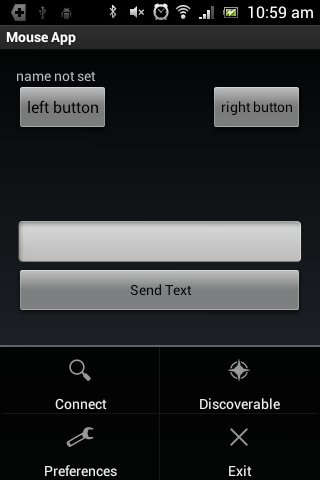 10:59 am
Mouse App
name not set
left button
right button
Send Text
Connect
Discoverable
Preferences
Exit